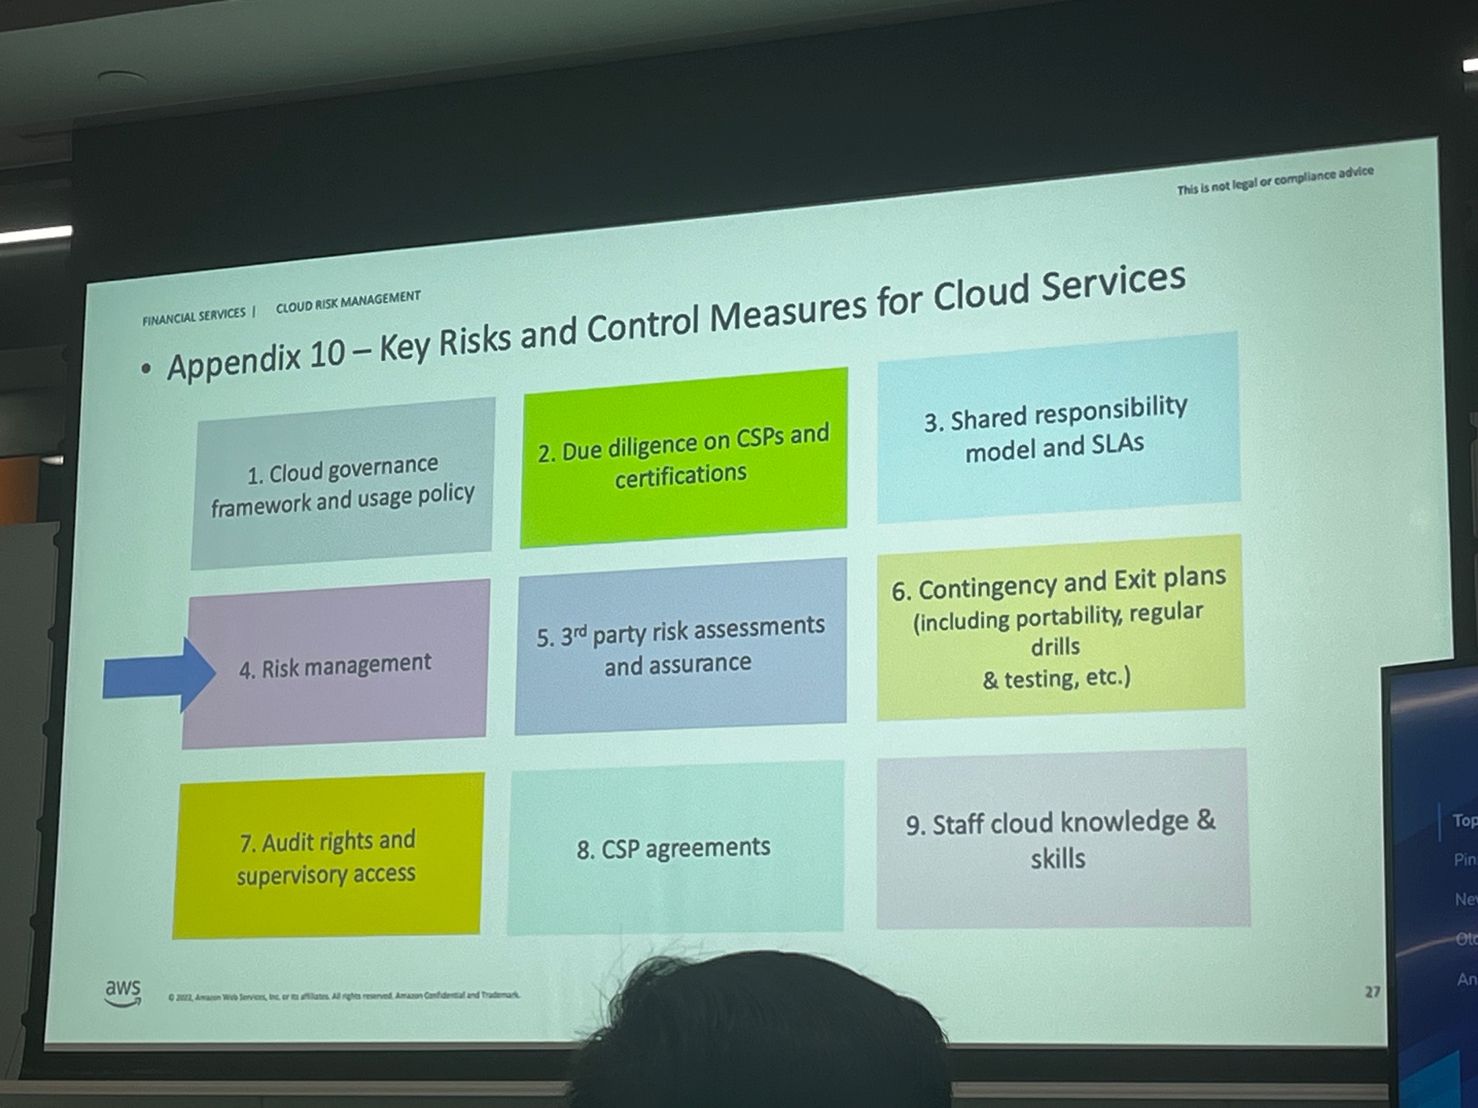 This is not legal or compliance advice
FINANCIAL SERVICES | CLOUD RISK MANAGEMENT
• Appendix 10 – Key Risks and Control Measures for Cloud Services
1. Cloud governance
framework and usage policy
2. Due diligence on CSPs and
certifications
3. Shared responsibility
model and SLAs
4. Risk management
5. 3rd party risk assessments
and assurance
6. Contingency and Exit plans
(including portability, regular
drills
& testing, etc.)
7. Audit rights and
supervisory access
8. CSP agreements
9. Staff cloud knowledge &
skills
aws
© 2022, Amazon Web Services, Inc. or its affiliates. All rights reserved. Amazon Confidential and Trademark.
27
Top
Pin
Ne
An